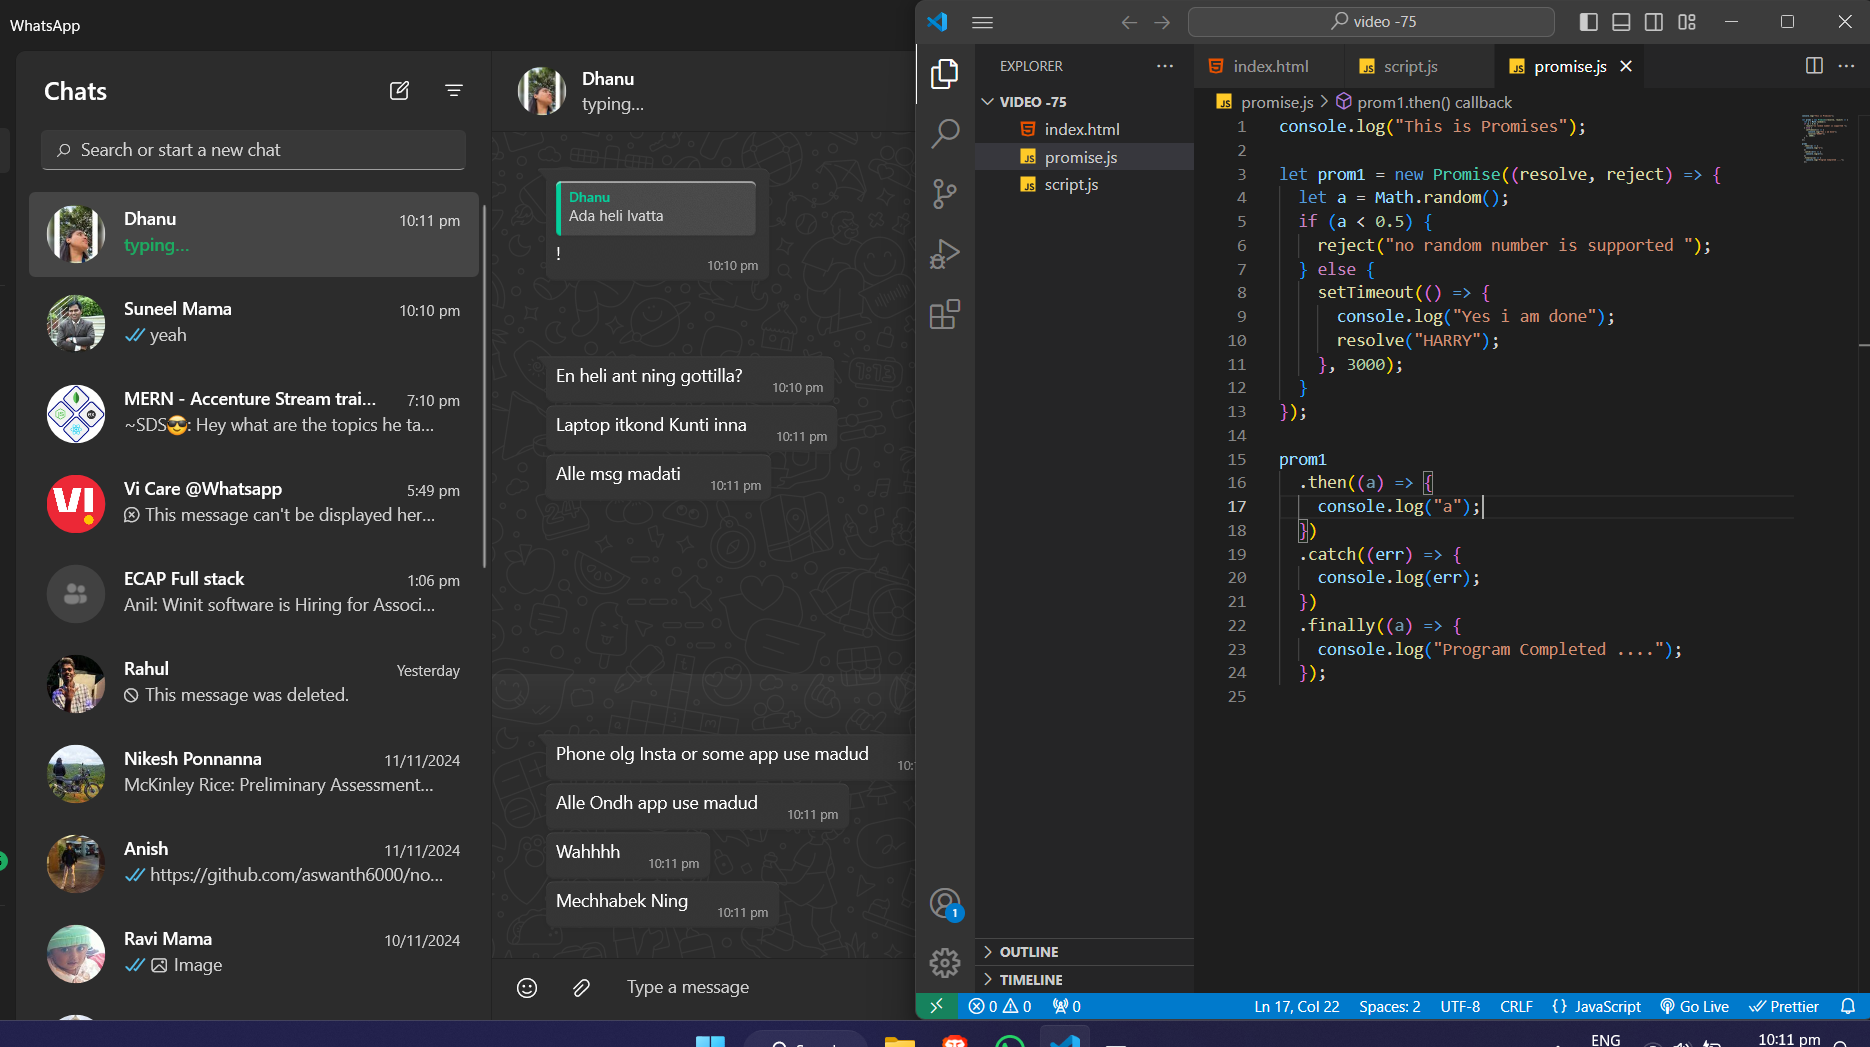 WhatsApp
Chats
Search or start a new chat
Dhanu
10:11 pm
typing...
Suneel Mama
10:10 pm
yeah
MERN - Accenture Stream trai...
7:10 pm
~SDS😎: Hey what are the topics he ta...
Vi Care @Whatsapp
5:49 pm
This message can't be displayed her...
ECAP Full stack
1:06 pm
Anil: Winit software is Hiring for Associ...
Rahul
Yesterday
This message was deleted.
Nikesh Ponnanna
11/11/2024
McKinley Rice: Preliminary Assessment...
Anish
11/11/2024
https://github.com/aswanth6000/no...
Ravi Mama
10/11/2024
Image
VI!
Dhanu
typing...
Dhanu
Ada heli lvatta
!
10:10 pm
En heli ant ning gottilla?
10:10 pm
Laptop itkond Kunti inna
10:11 pm
Alle msg madati
10:11 pm
Phone olg Insta or some app use madud
10:
Alle Ondh app use madud
10:11 pm
Wahhhh
10:11 pm
Mechhabek Ning
10:11 pm
Type a message
video -75
EXPLORER
VIDEO -75
index.html
promise.js
script.js
OUTLINE
TIMELINE
1
index.html
script.js
promise.js
promise.js > prom1.then() callback
1 console.log("This is Promises");
2
3 let prom1 = new Promise((resolve, reject) => {
4 let a = Math.random();
5 if (a < 0.5) {
6 reject("no random number is supported ");
7 } else {
8 setTimeout(() => {
9 console.log("Yes i am done");
10 resolve("HARRY");
11 }, 3000);
12 }
13 });
14
15 prom1
16 .then((a) => {
17 console.log("a");
18 })
19 .catch((err) => {
20 console.log(err);
21 })
22 .finally((a) => {
23 console.log("Program Completed ....");
24 });
25
0 0 0
Ln 17, Col 22 Spaces: 2 UTF-8 CRLF {} JavaScript Go Live Prettier
ENG
10:11 pm